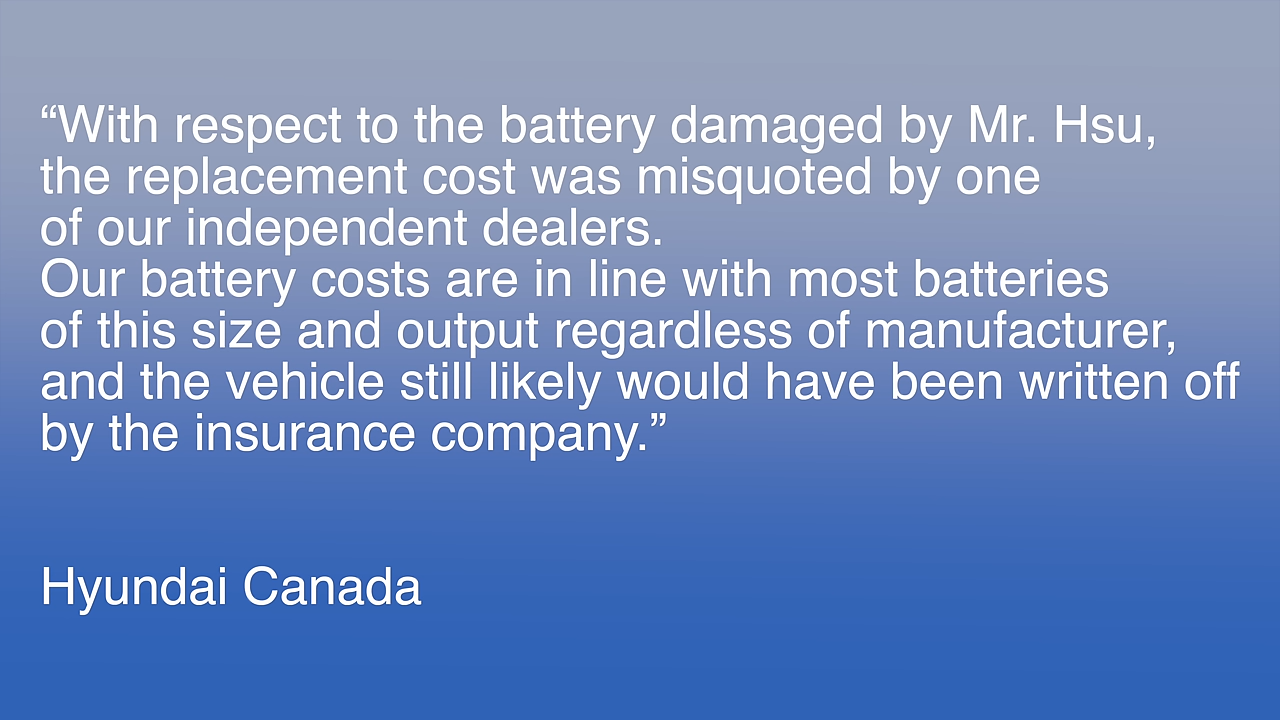 “With respect to the battery damaged by Mr. Hsu,
the replacement cost was misquoted by one
of our independent dealers.
Our battery costs are in line with most batteries
of this size and output regardless of manufacturer,
and the vehicle still likely would have been written off
by the insurance company.”
Hyundai Canada